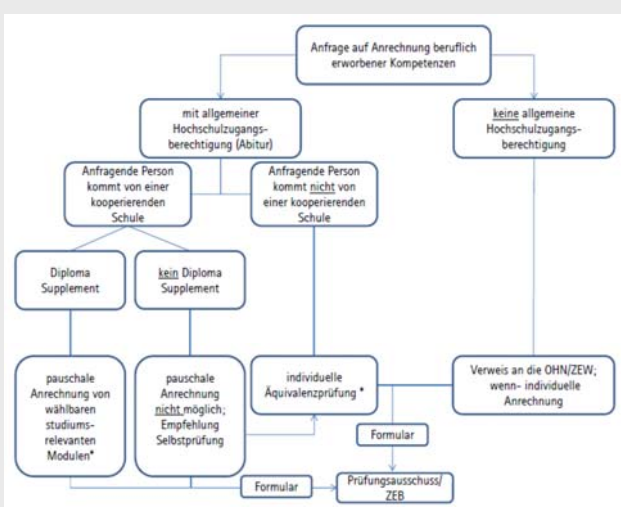 Anfrage auf Anrechnung beruflich
erworbener Kompetenzen
mit allgemeiner
Hochschulzugangs-
berechtigung (Abitur)
keine allgemeine
Hochschulzugangs-
berechtigung
Anfragende Person
kommt von einer
kooperierenden
Schule
Anfragende Person
kommt nicht von
einer kooperierenden
Schule
Diploma
Supplement
kein Diploma
Supplement
pauschale
Anrechnung von
wählbaren
studiums-
relevanten
Modulen*
pauschale
Anrechnung
nicht möglich;
Empfehlung
Selbstprüfung
individuelle
Äquivalenzprüfung *
Verweis an die OHN/ZEW;
wenn- individuelle
Anrechnung
Formular
Formular
Prüfungsausschuss/
ZEB